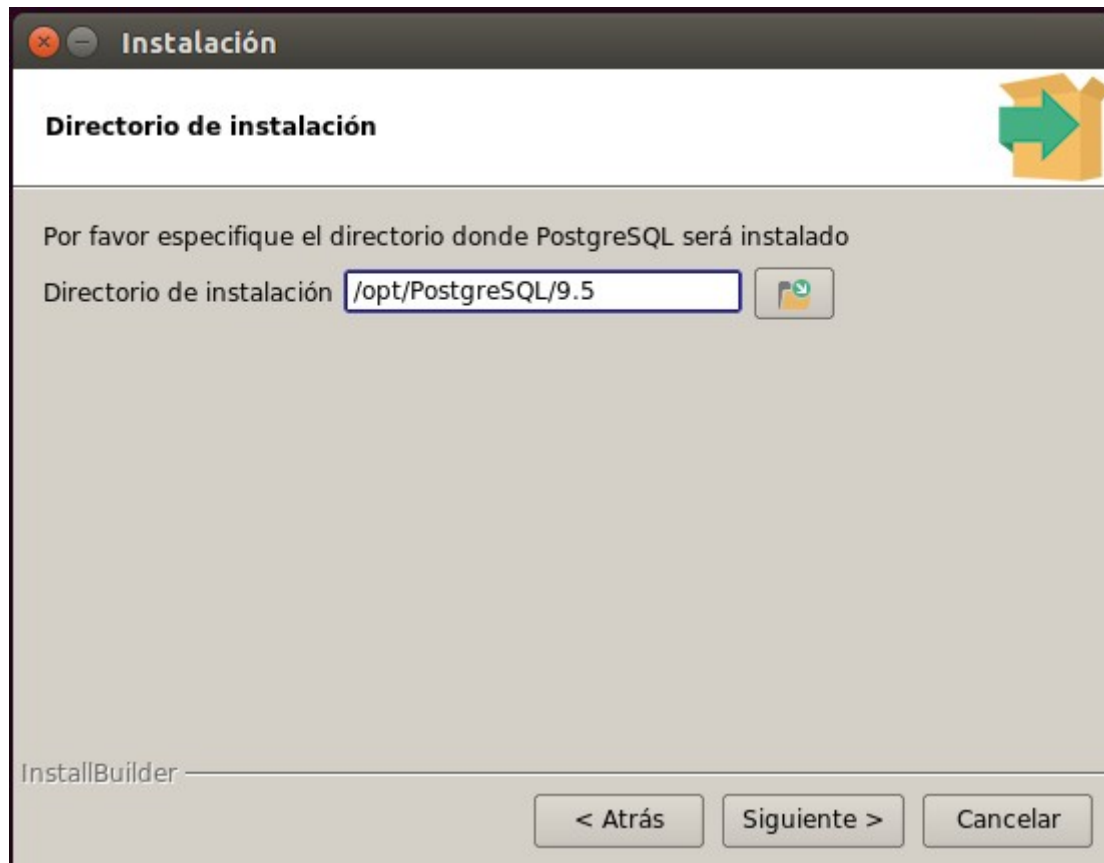 Instalación
Directorio de instalación
Por favor especifique el directorio donde PostgreSQL será instalado
Directorio de instalación /opt/PostgreSQL/9.5
InstallBuilder
< Atrás Siguiente > Cancelar